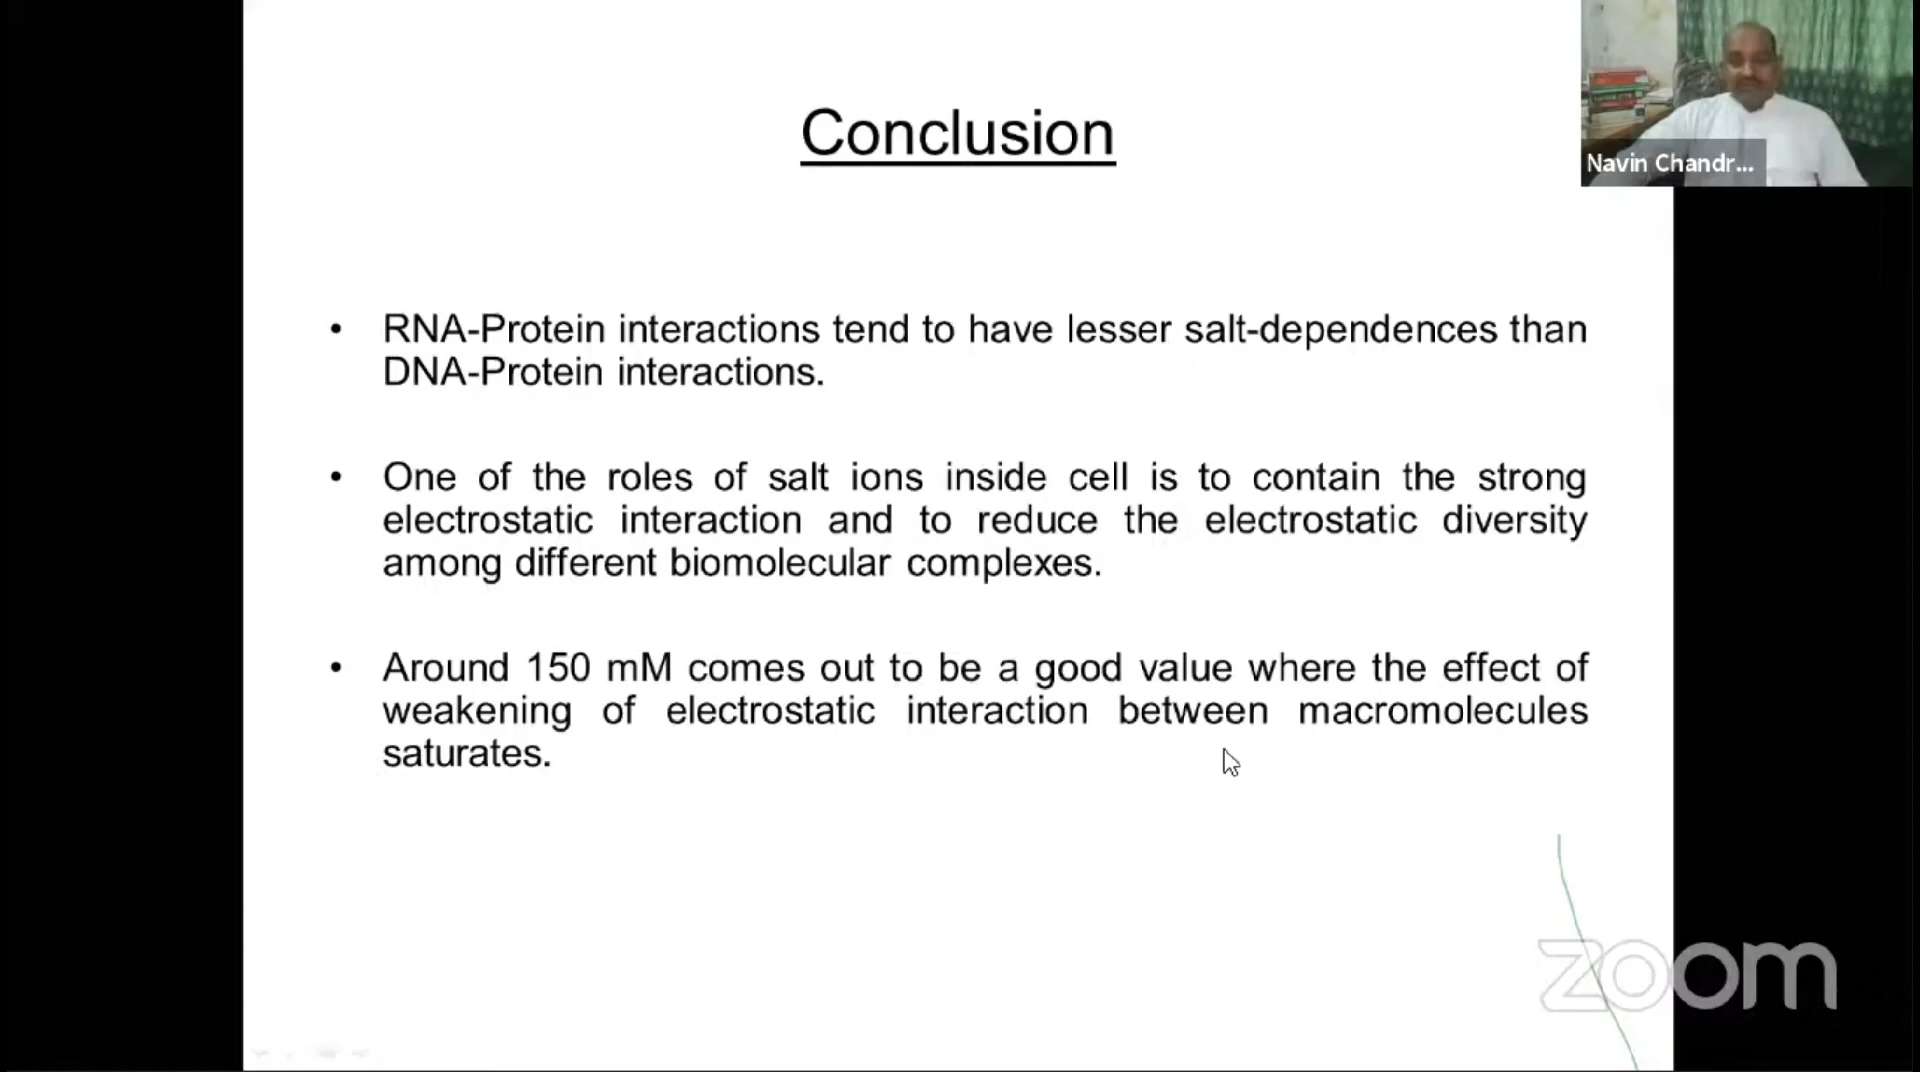 Conclusion
Navin Chandr...
• RNA-Protein interactions tend to have lesser salt-dependences than
DNA-Protein interactions.
• One of the roles of salt ions inside cell is to contain the strong
electrostatic interaction and to reduce the electrostatic diversity
among different biomolecular complexes.
• Around 150 mM comes out to be a good value where the effect of
weakening of electrostatic interaction between macromolecules
saturates.
zoom